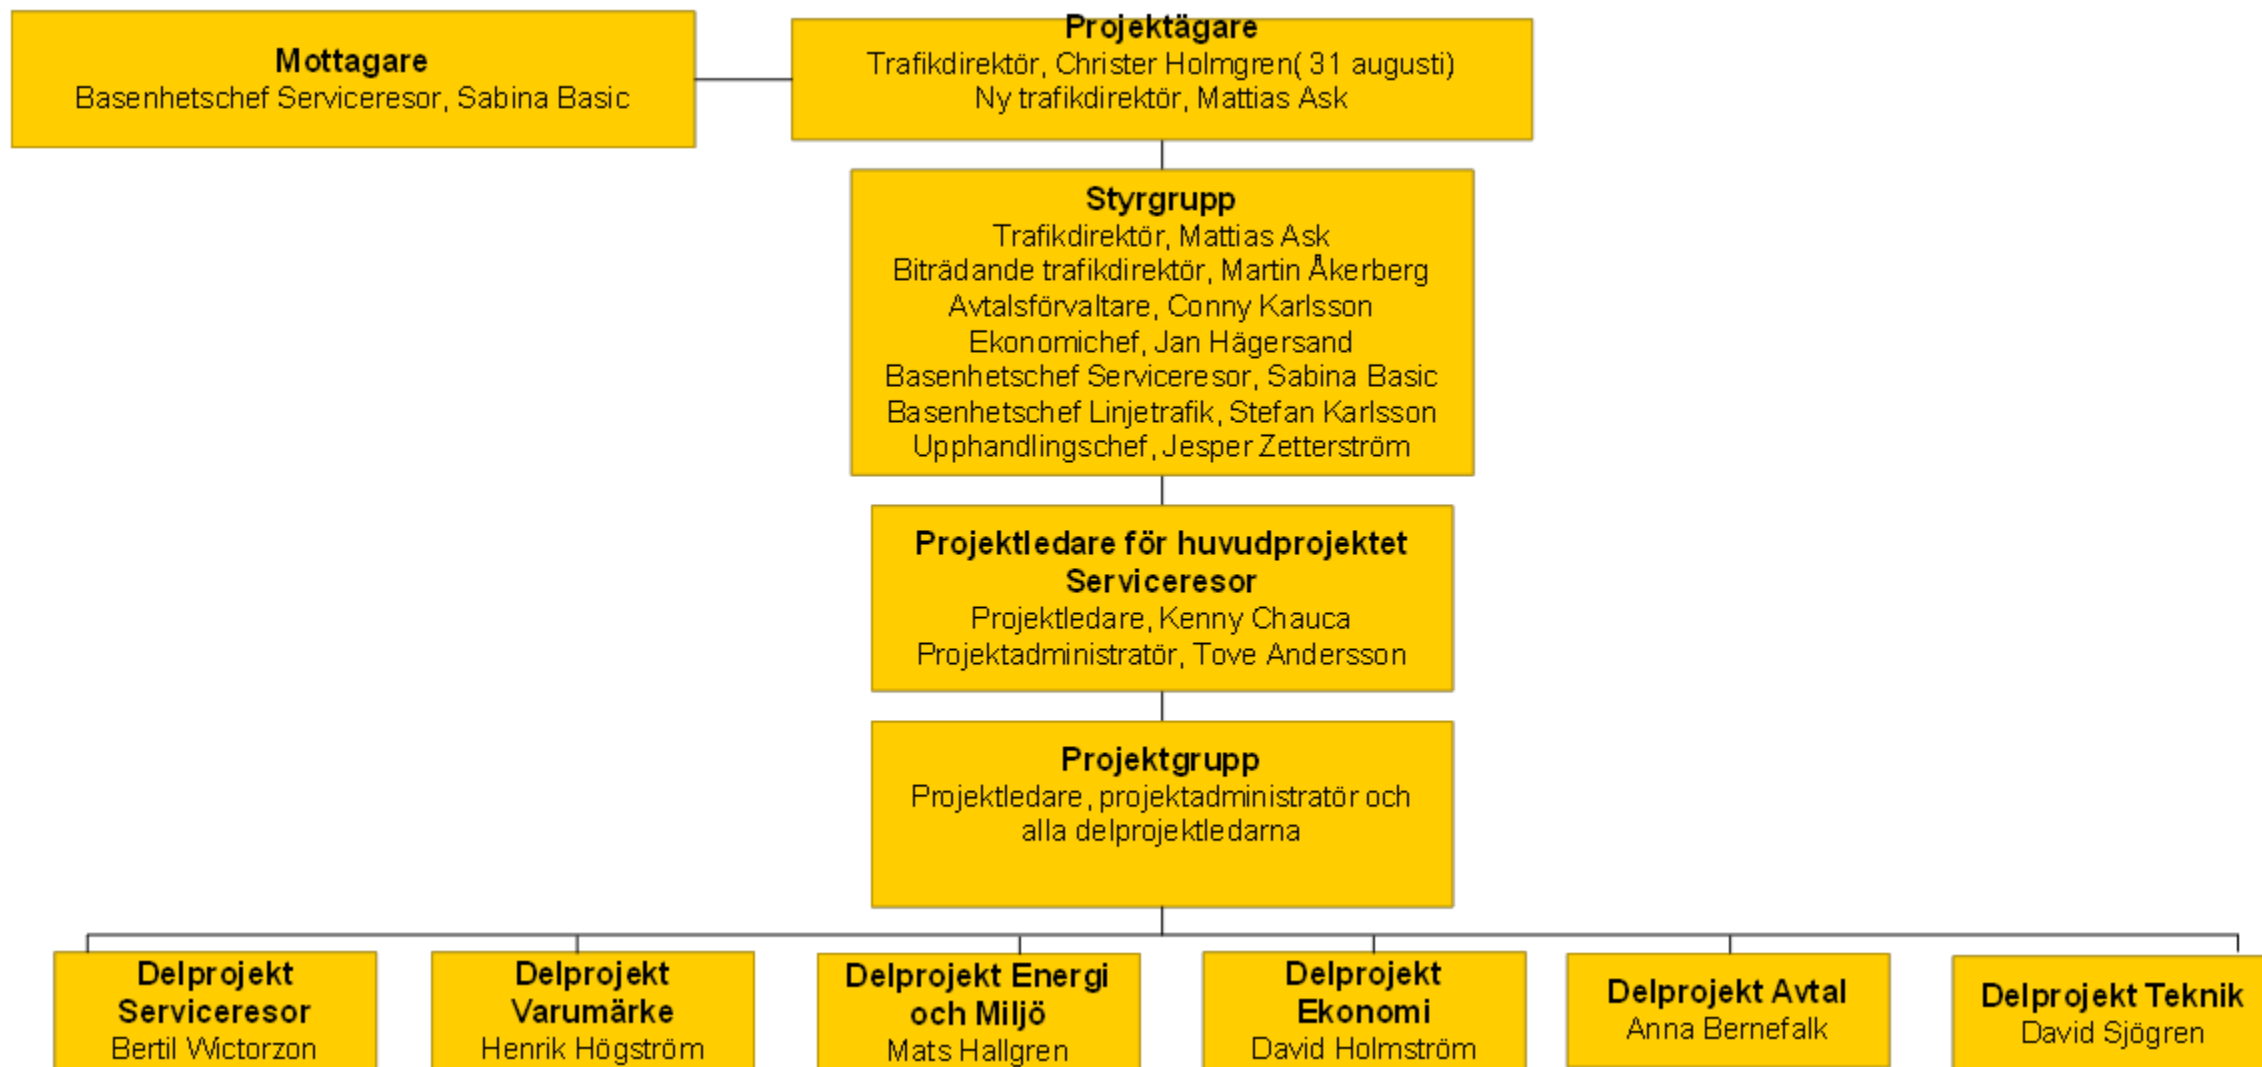 Mottagare
Basenhetschef Serviceresor, Sabina Basic
Projektägare
Trafikdirektör, Christer Holmgren( 31 augusti)
Ny trafikdirektör, Mattias Ask
Styrgrupp
Trafikdirektör, Mattias Ask
Biträdande trafikdirektör, Martin Åkerberg
Avtalsförvaltare, Conny Karlsson
Ekonomichef, Jan Hägersand
Basenhetschef Serviceresor, Sabina Basic
Basenhetschef Linjetrafik, Stefan Karlsson
Upphandlingschef, Jesper Zetterström
Projektledare för huvudprojektet
Serviceresor
Projektledare, Kenny Chauca
Projektadministratör, Tove Andersson
Projektgrupp
Projektledare, projektadministratör och
alla delprojektledarna
Delprojekt
Serviceresor
Bertil Wictorzon
Delprojekt
Varumärke
Henrik Högström
Delprojekt Energi
och Miljö
Mats Hallgren
Delprojekt
Ekonomi
David Holmström
Delprojekt Avtal
Anna Bernefalk
Delprojekt Teknik
David Sjögren